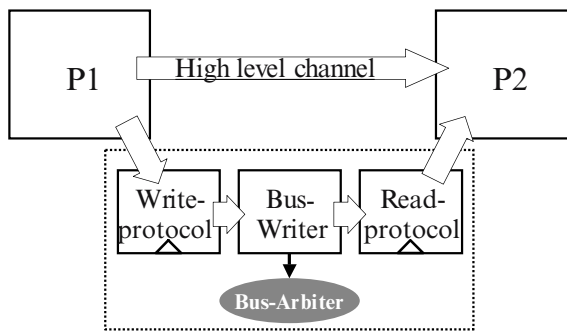 P1
High level channel
P2
Write-
protocol
Bus-
Writer
Read-
protocol
Bus-Arbiter